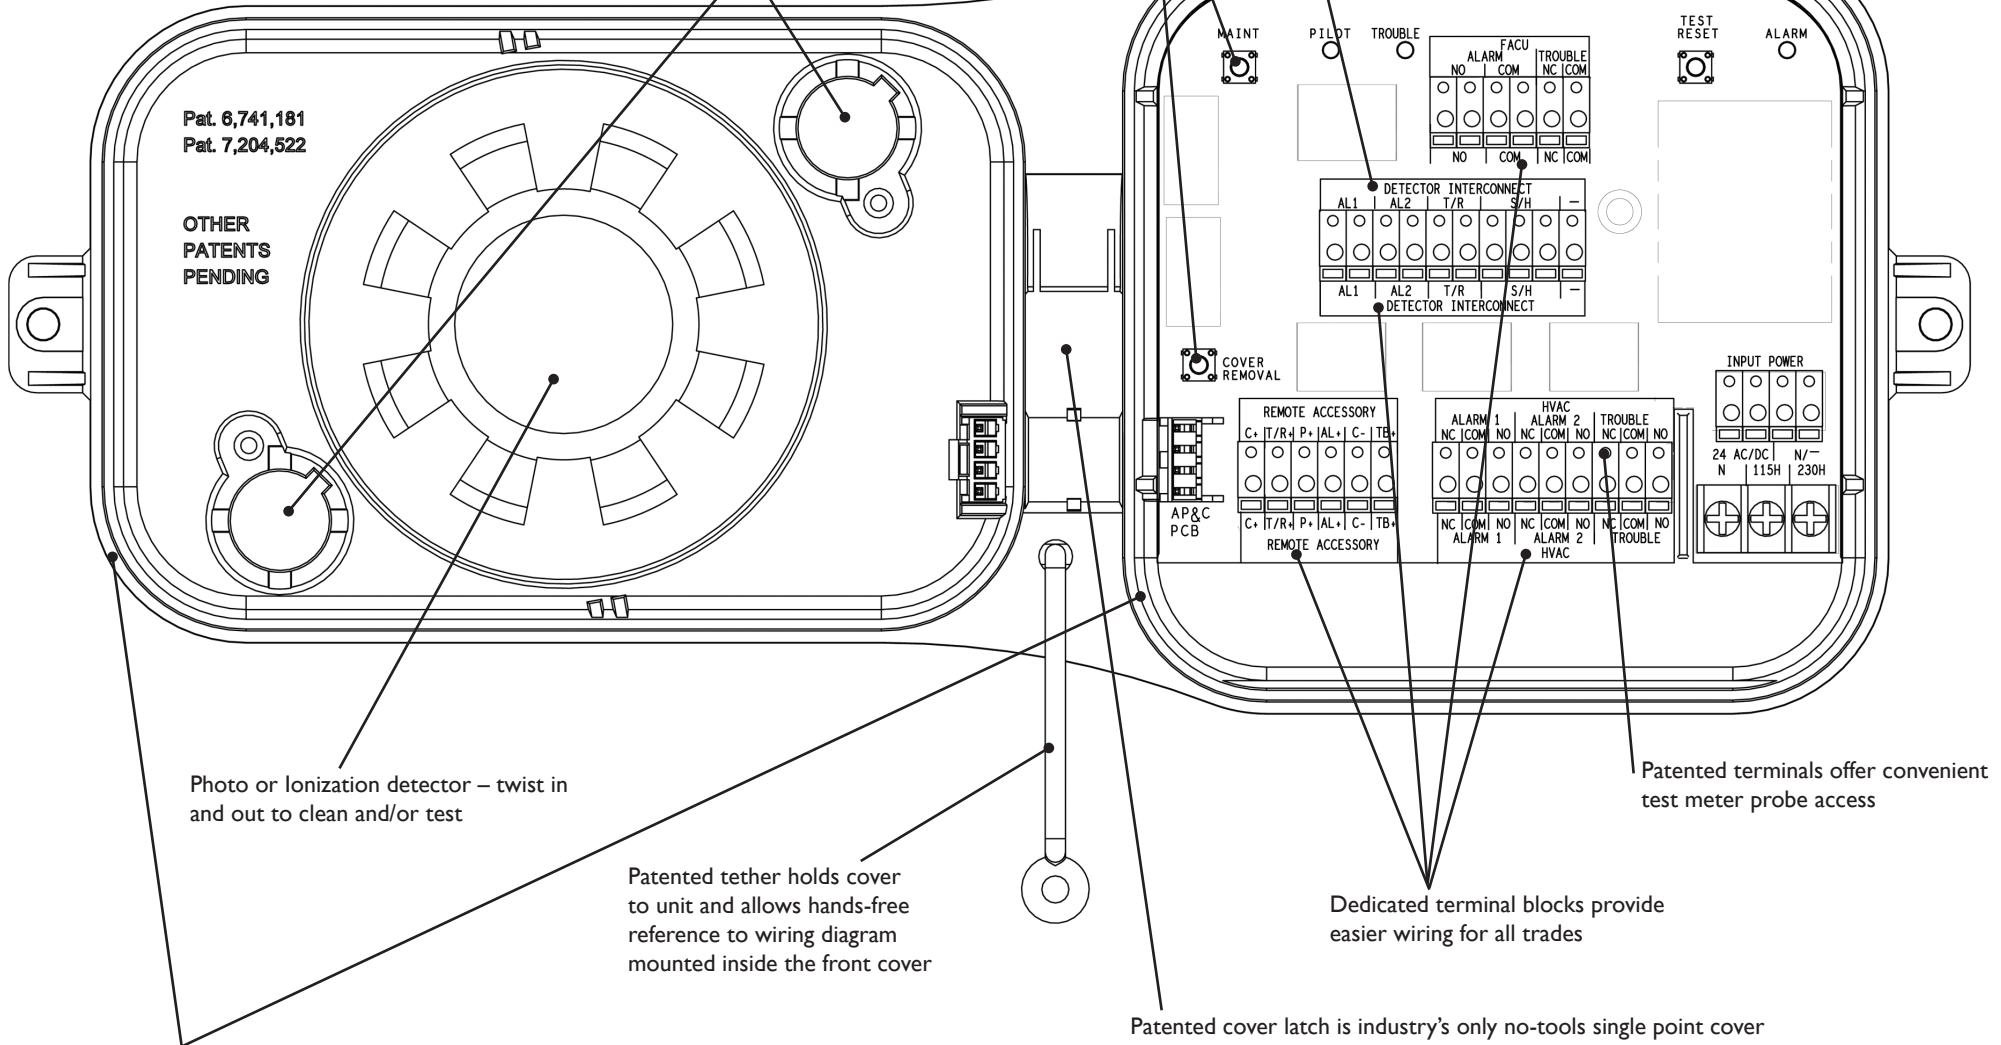 Pat. 6,741,181
Pat. 7,204,522
OTHER
PATENTS
PENDING
MAINT
PILOT
TROUBLE
TEST
RESET
ALARM
FACU
ALARM TROUBLE
NO COM NC COM
NO COM NC COM
DETECTOR INTERCONNECT
AL1 AL2 T/R S/H —
AL1 AL2 T/R S/H —
DETECTOR INTERCONNECT
COVER
REMOVAL
INPUT POWER
24 AC/DC N/—
N 115H 230H
REMOTE ACCESSORY
C+ T/R+ P+ AL+ C- TB+
C+ T/R+ P+ AL+ C- TB+
REMOTE ACCESSORY
HVAC
ALARM 1 ALARM 2 TROUBLE
NC COM NO NC COM NO NC COM NO
NC COM NO NC COM NO NC COM NO
ALARM 1 ALARM 2 TROUBLE
HVAC
AP&C
PCB
Photo or Ionization detector – twist in
and out to clean and/or test
Patented tether holds cover
to unit and allows hands-free
reference to wiring diagram
mounted inside the front cover
Patented terminals offer convenient
test meter probe access
Dedicated terminal blocks provide
easier wiring for all trades
Patented cover latch is industry's only no-tools single point cover